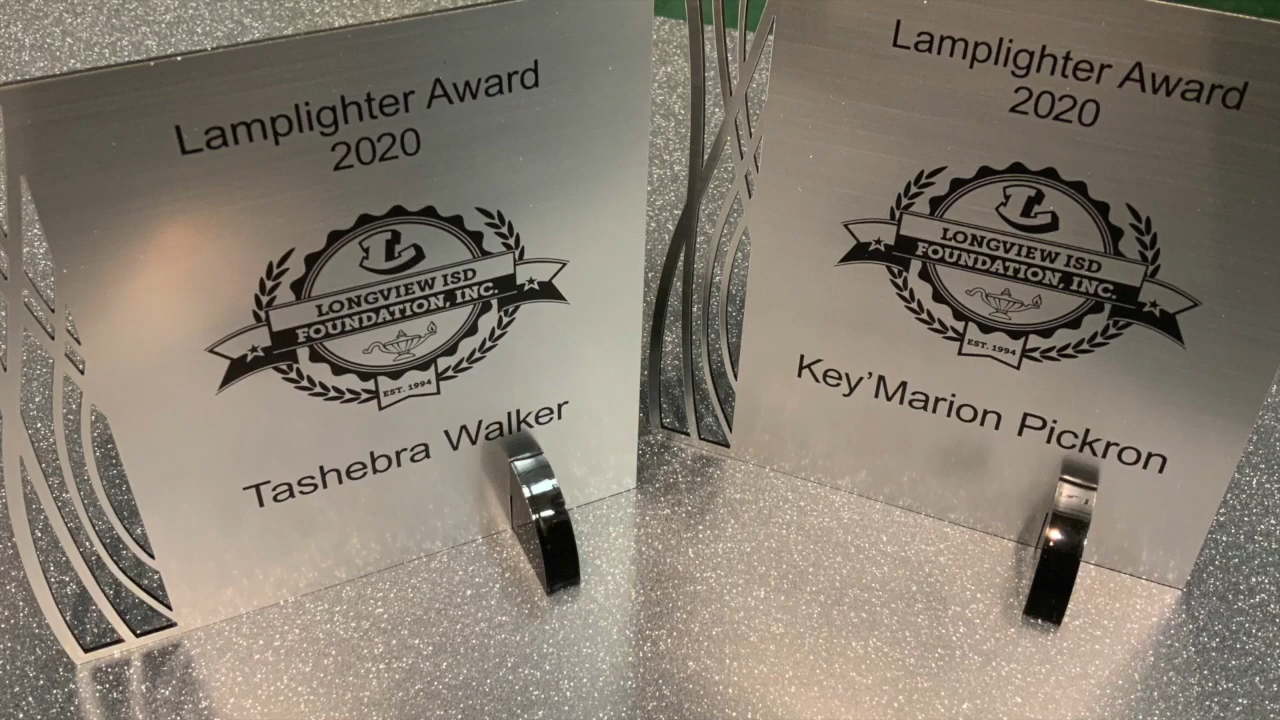 Lamplighter Award
2020
L
LONGVIEW ISD
FOUNDATION, INC.
EST. 1994
Tashebra Walker
Lamplighter Award
2020
L
LONGVIEW ISD
FOUNDATION, INC.
EST. 1994
Key’Marion Pickron